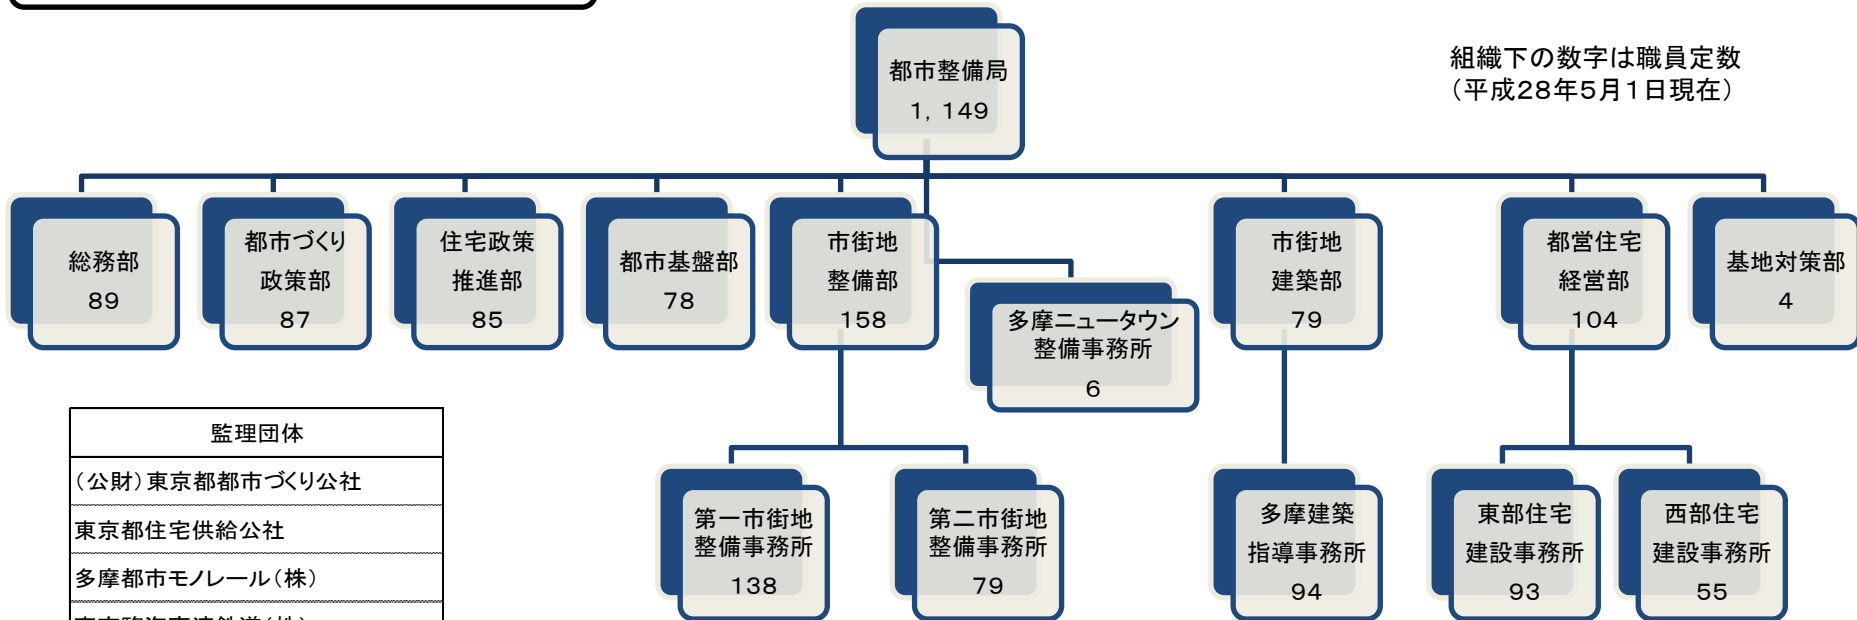 都市整備局
1,149
組織下の数字は職員定数
(平成28年5月1日現在)
総務部
89
都市づくり
政策部
87
住宅政策
推進部
85
都市基盤部
78
市街地
整備部
158
多摩ニュータウン
整備事務所
6
市街地
建築部
79
都営住宅
経営部
104
基地対策部
4
第一市街地
整備事務所
138
第二市街地
整備事務所
79
多摩建築
指導事務所
94
東部住宅
建設事務所
93
西部住宅
建設事務所
55
監理団体
(公財)東京都都市づくり公社
東京都住宅供給公社
多摩都市モノレール(株)